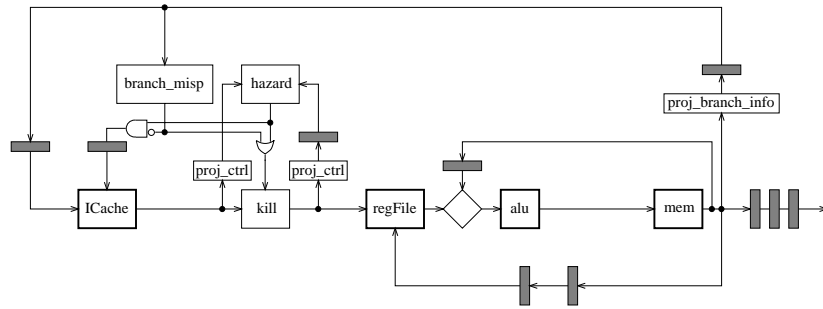 branch_misp
hazard
proj_branch_info
proj_ctrl
proj_ctrl
ICache
kill
regFile
alu
mem